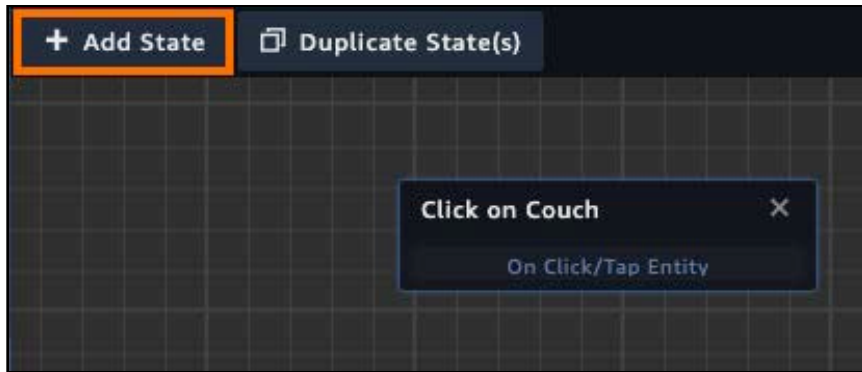 + Add State
Duplicate State(s)
Click on Couch
On Click/Tap Entity